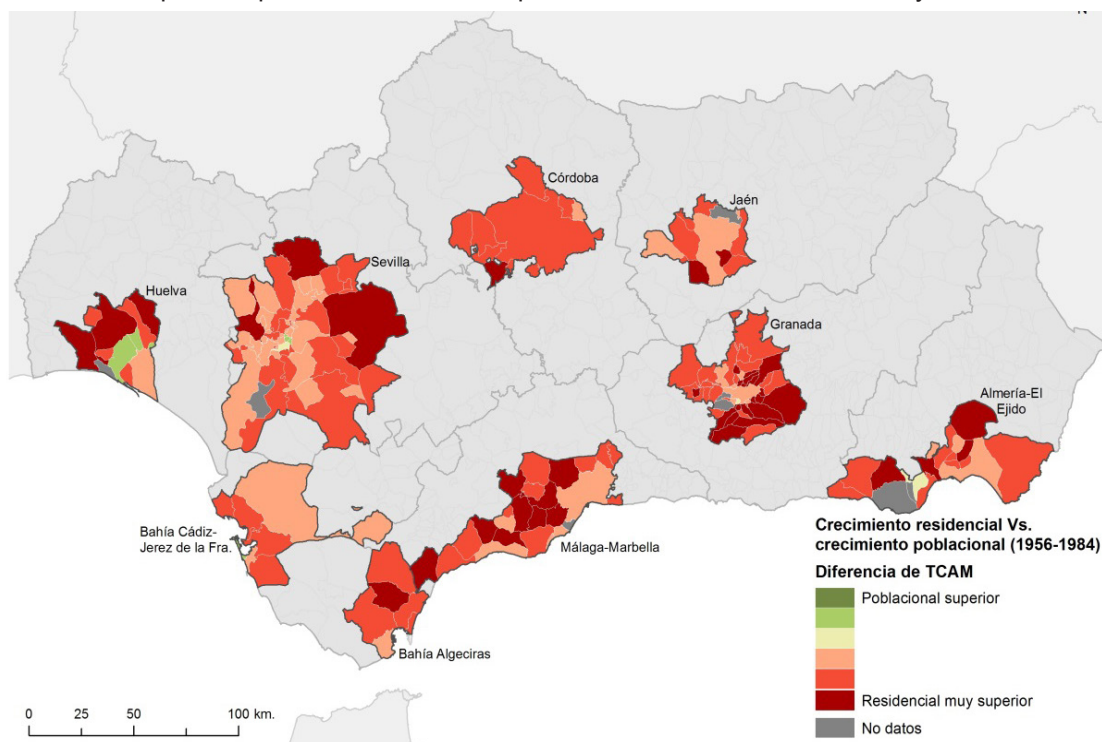 Córdoba
Jaén
Sevilla
Huelva
Granada
Almería-El
Ejido
Bahía Cádiz-
Jerez de la Fra.
Málaga-Marbella
Bahía Algeciras
Crecimiento residencial Vs.
crecimiento poblacional (1956-1984)
Diferencia de TCAM
Poblacional superior
Residencial muy superior
No datos
0 25 50 100 km.